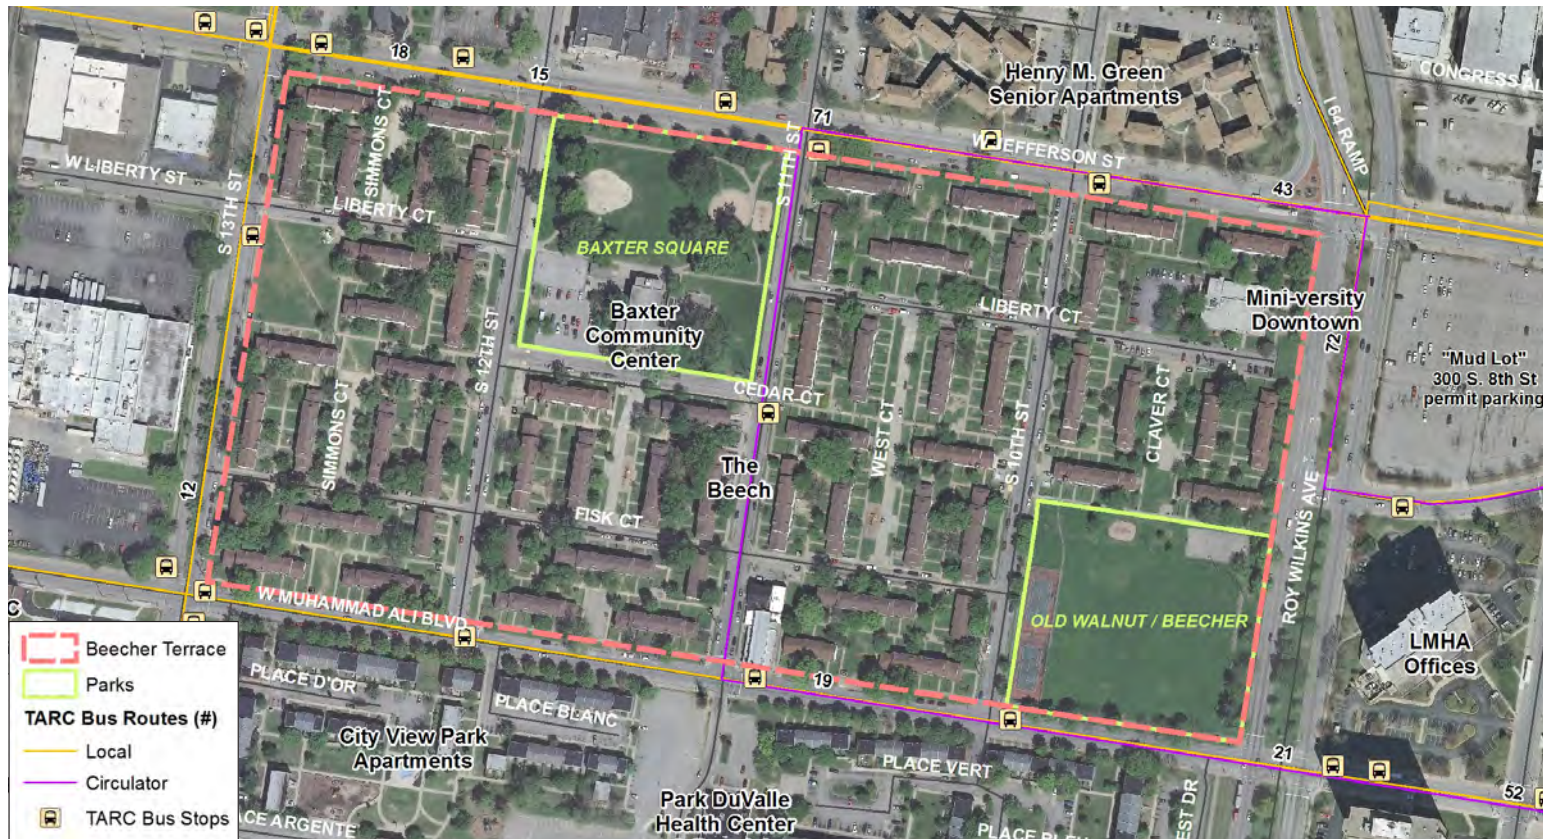 18
15
71
43
Henry M. Green
Senior Apartments
I 64 RAMP
W JEFFERSON ST
W LIBERTY ST
S 13TH ST
SIMMONS CT
LIBERTY CT
S 11TH ST
BAXTER SQUARE
Baxter
Community
Center
S 12TH ST
LIBERTY CT
Mini-versity
Downtown
72
"Mud Lot"
300 S. 8th St
permit parking
CEDAR CT
SIMMONS CT
WEST CT
S 10TH ST
CLAVER CT
The
Beech
12
FISK CT
ROY WILKINS AVE
OLD WALNUT / BEECHER
LMHA
Offices
W MUHAMMAD ALI BLVD
19
21
52
PLACE D'OR
PLACE BLANC
City View Park
Apartments
PLACE VERT
Park DuValle
Health Center
Beecher Terrace
Parks
TARC Bus Routes (#)
Local
Circulator
TARC Bus Stops